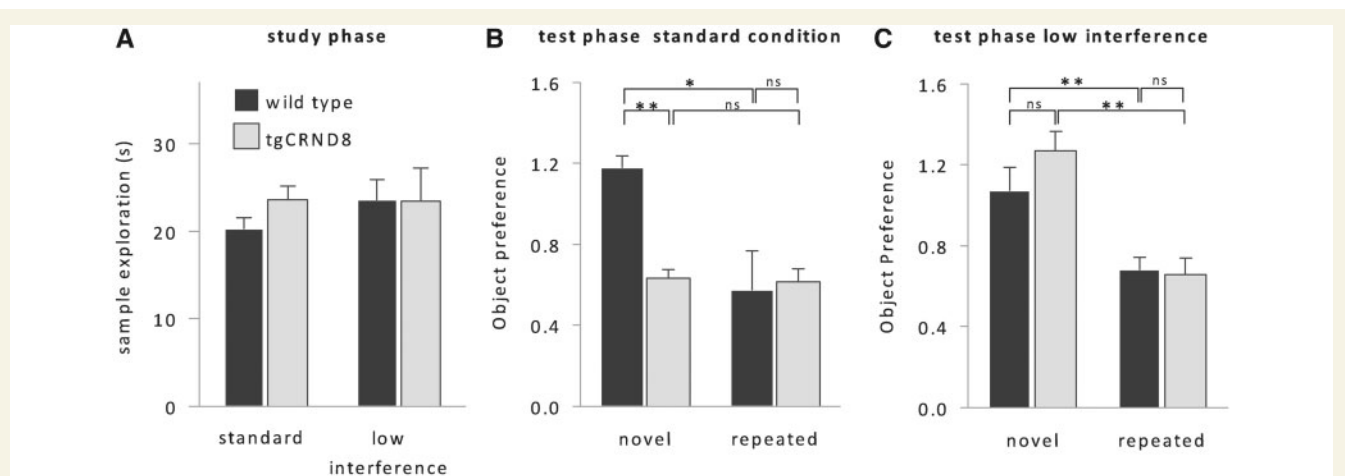 A study phase
B test phase standard condition
C test phase low interference
wild type
tgCRND8
sample exploration (s)
30
20
10
0
standard
low
interference
Object preference
1.6
1.2
0.8
0.4
0.0
*
ns
**
ns
novel
repeated
Object Preference
1.6
1.2
0.8
0.4
0.0
**
ns
ns
**
novel
repeated